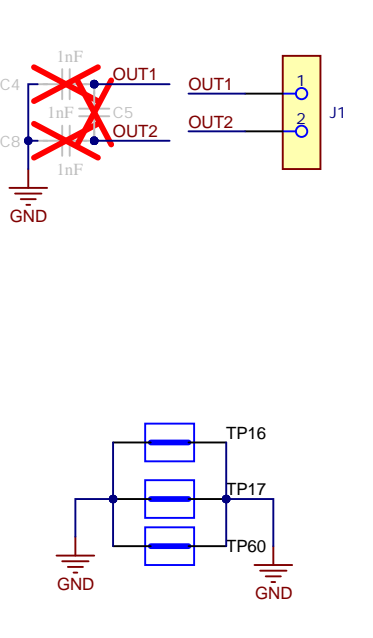 1nF
C4
OUT1
1nF
C5
OUT2
C8
1nF
GND
OUT1
1
J1
OUT2
2
TP16
TP17
TP60
GND
GND